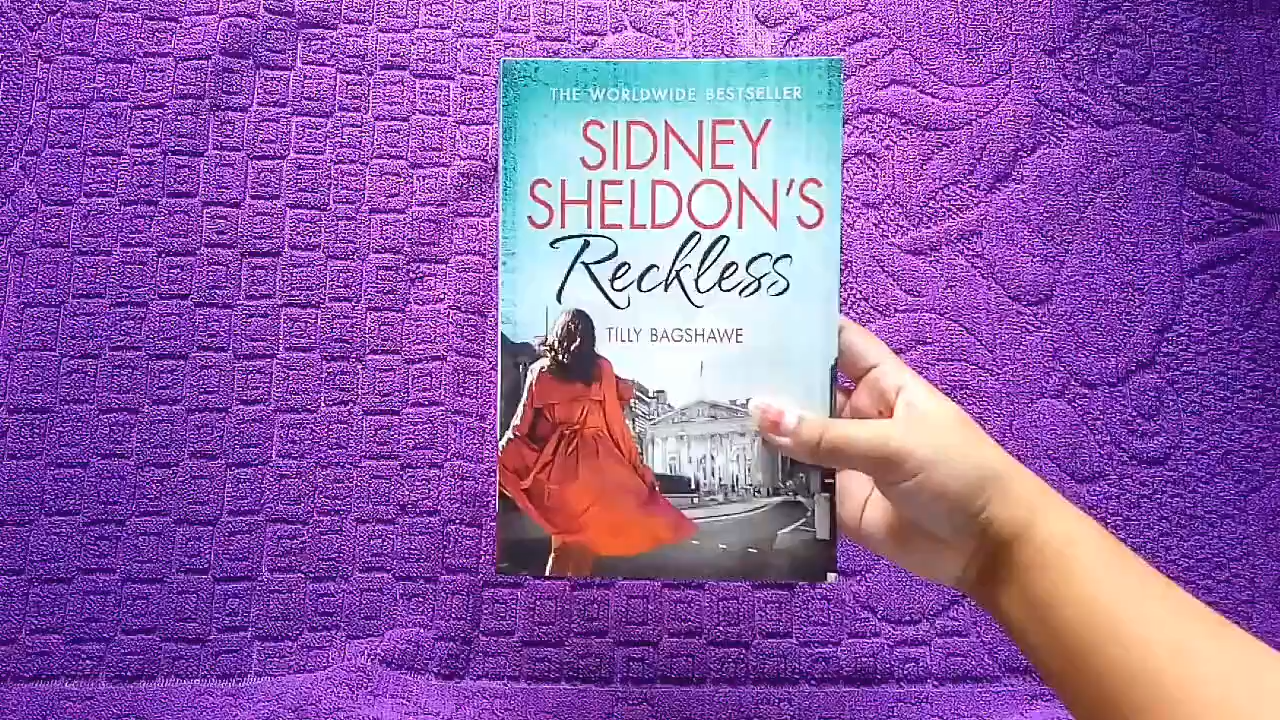 THE WORLDWIDE BESTSELLER
SIDNEY
SHELDON'S
Reckless
TILLY BAGSHAWE